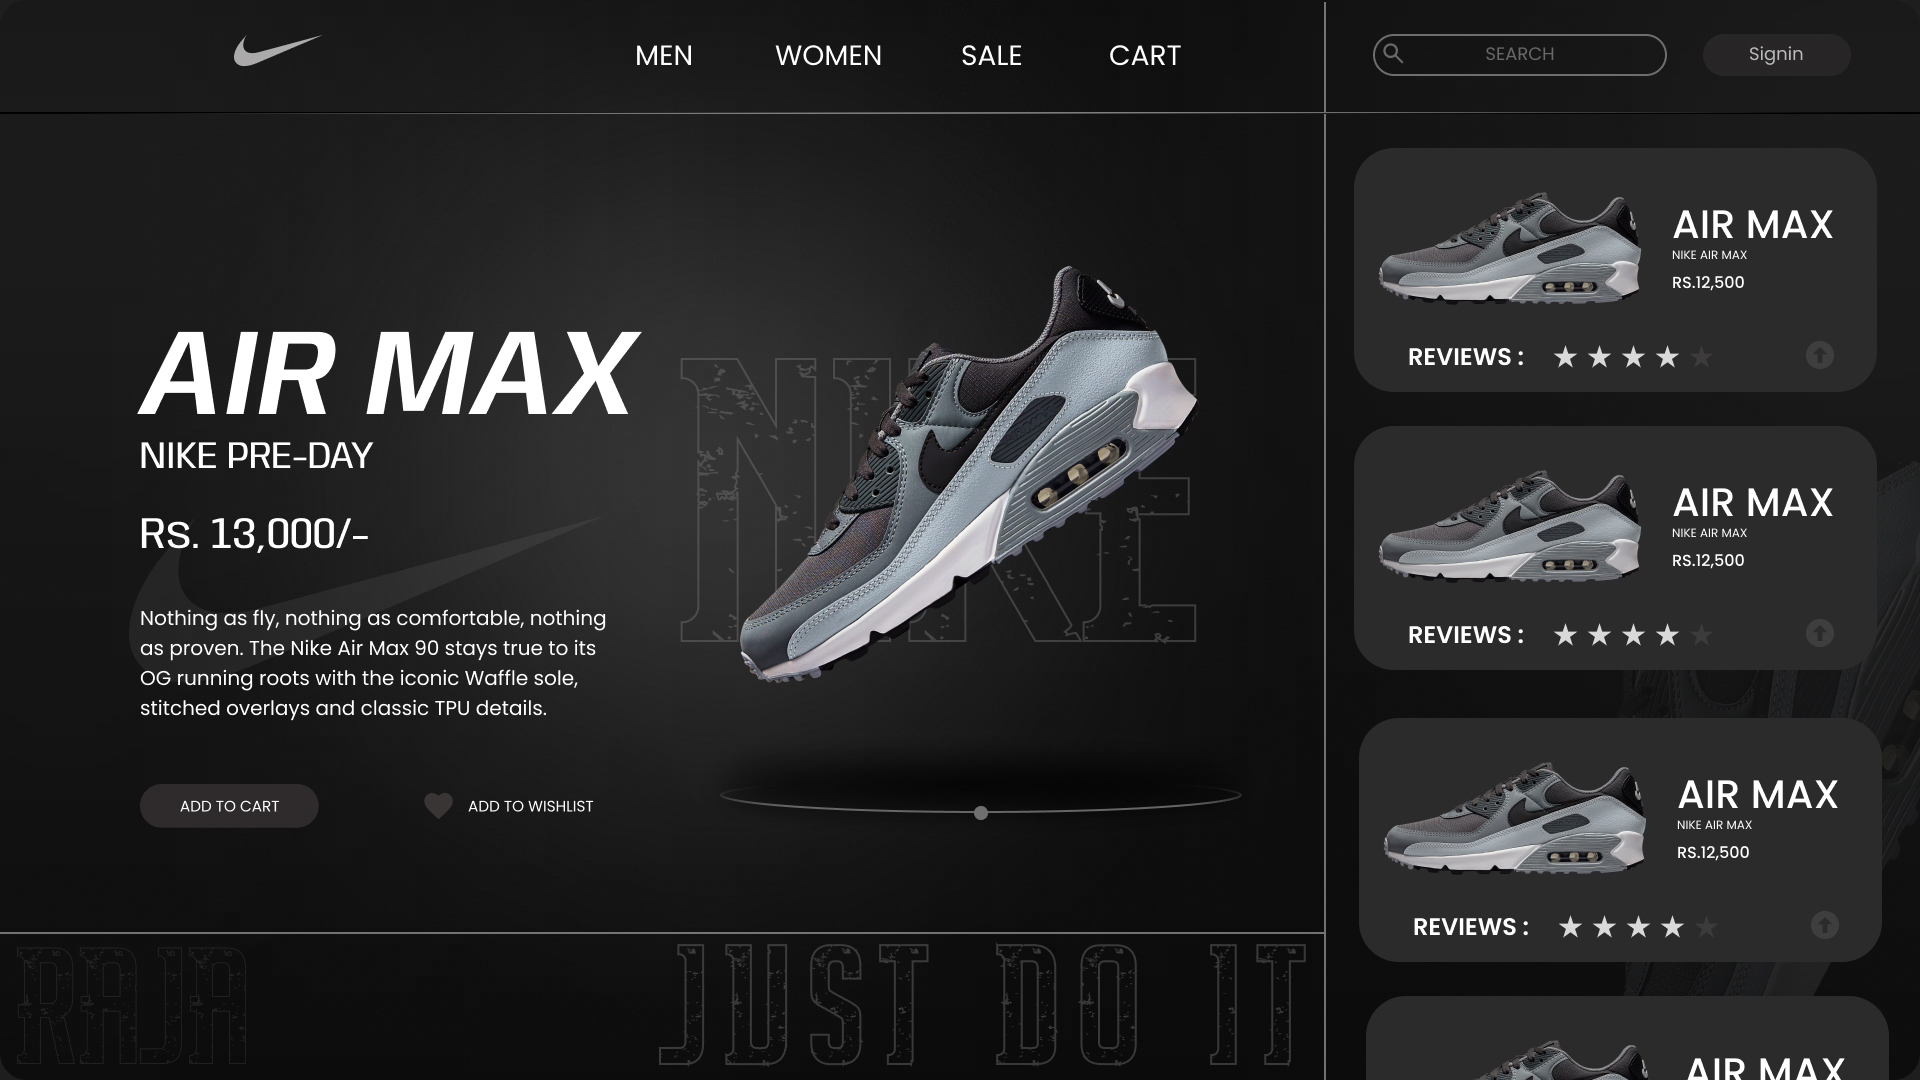 MEN WOMEN SALE CART
SEARCH
Signin
AIR MAX
NIKE PRE-DAY
Rs. 13,000/-
Nothing as fly, nothing as comfortable, nothing
as proven. The Nike Air Max 90 stays true to its
OG running roots with the iconic Waffle sole,
stitched overlays and classic TPU details.
ADD TO CART
ADD TO WISHLIST
NIKE
RAJA
JUST DO IT
AIR MAX
NIKE AIR MAX
RS.12,500
REVIEWS :
AIR MAX
NIKE AIR MAX
RS.12,500
REVIEWS :
AIR MAX
NIKE AIR MAX
RS.12,500
REVIEWS :
AIR MAX